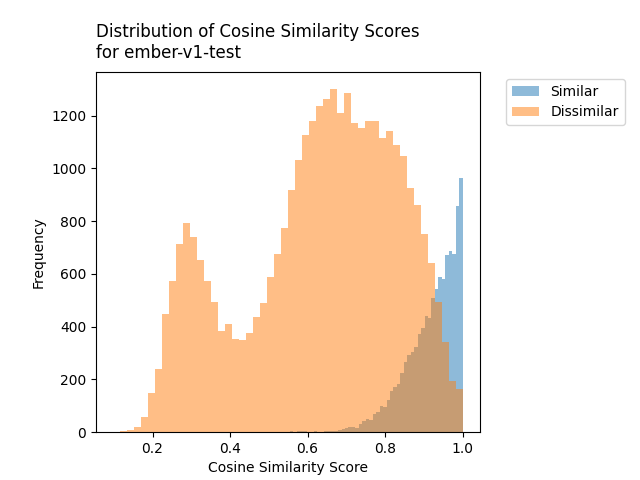 Distribution of Cosine Similarity Scores
for ember-v1-test
Similar
Dissimilar
1200
1000
800
600
400
200
0
Frequency
0.2
0.4
0.6
0.8
1.0
Cosine Similarity Score